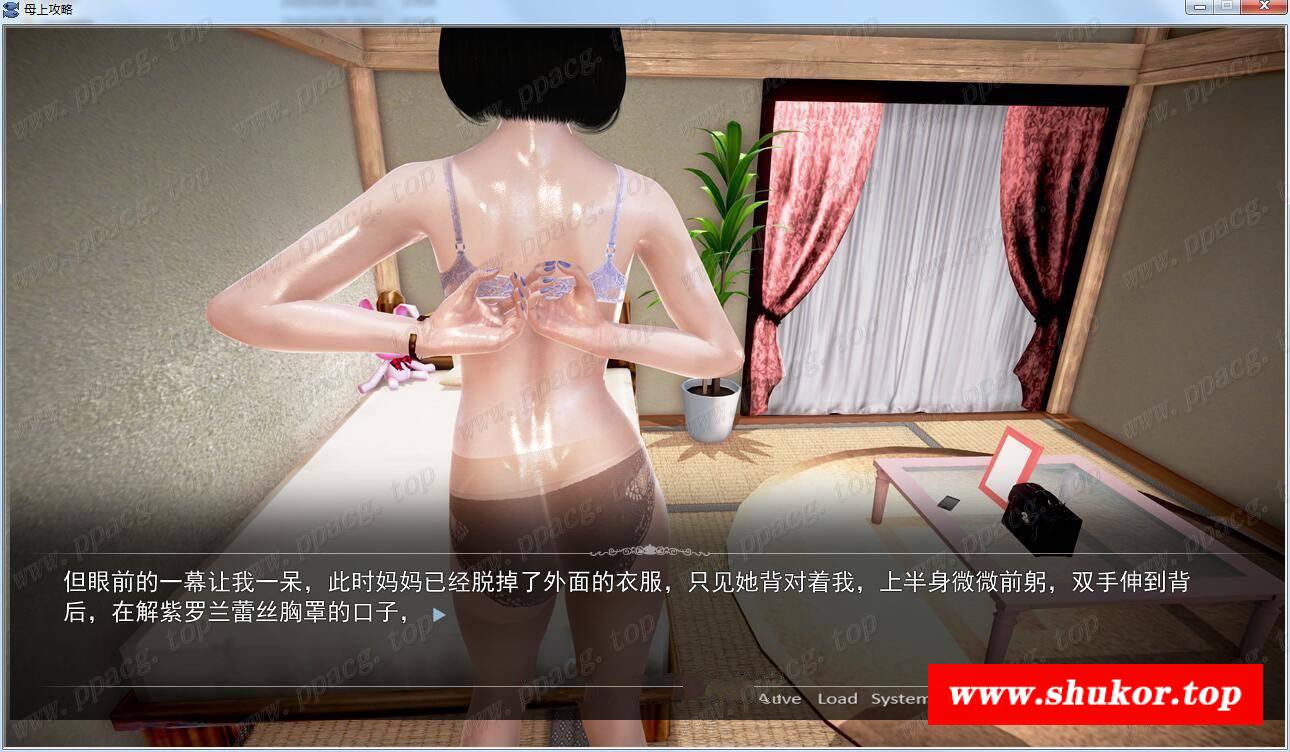 母上攻略
www.ppacg.top
但眼前的一幕让我一呆，此时妈妈已经脱掉了外面的衣服，只见她背对着我，上半身微微前躬，双手伸到背
后，在解紫罗兰蕾丝胸罩的口子，
Load System
www.shukor.top